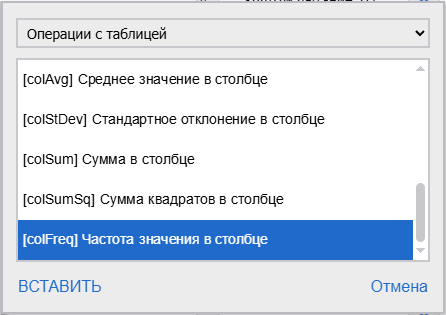 Операции с таблицей
[colAvg] Среднее значение в столбце
[colStDev] Стандартное отклонение в столбце
[colSum] Сумма в столбце
[colSumSq] Сумма квадратов в столбце
[colFreq] Частота значения в столбце
ВСТАВИТЬ Отмена